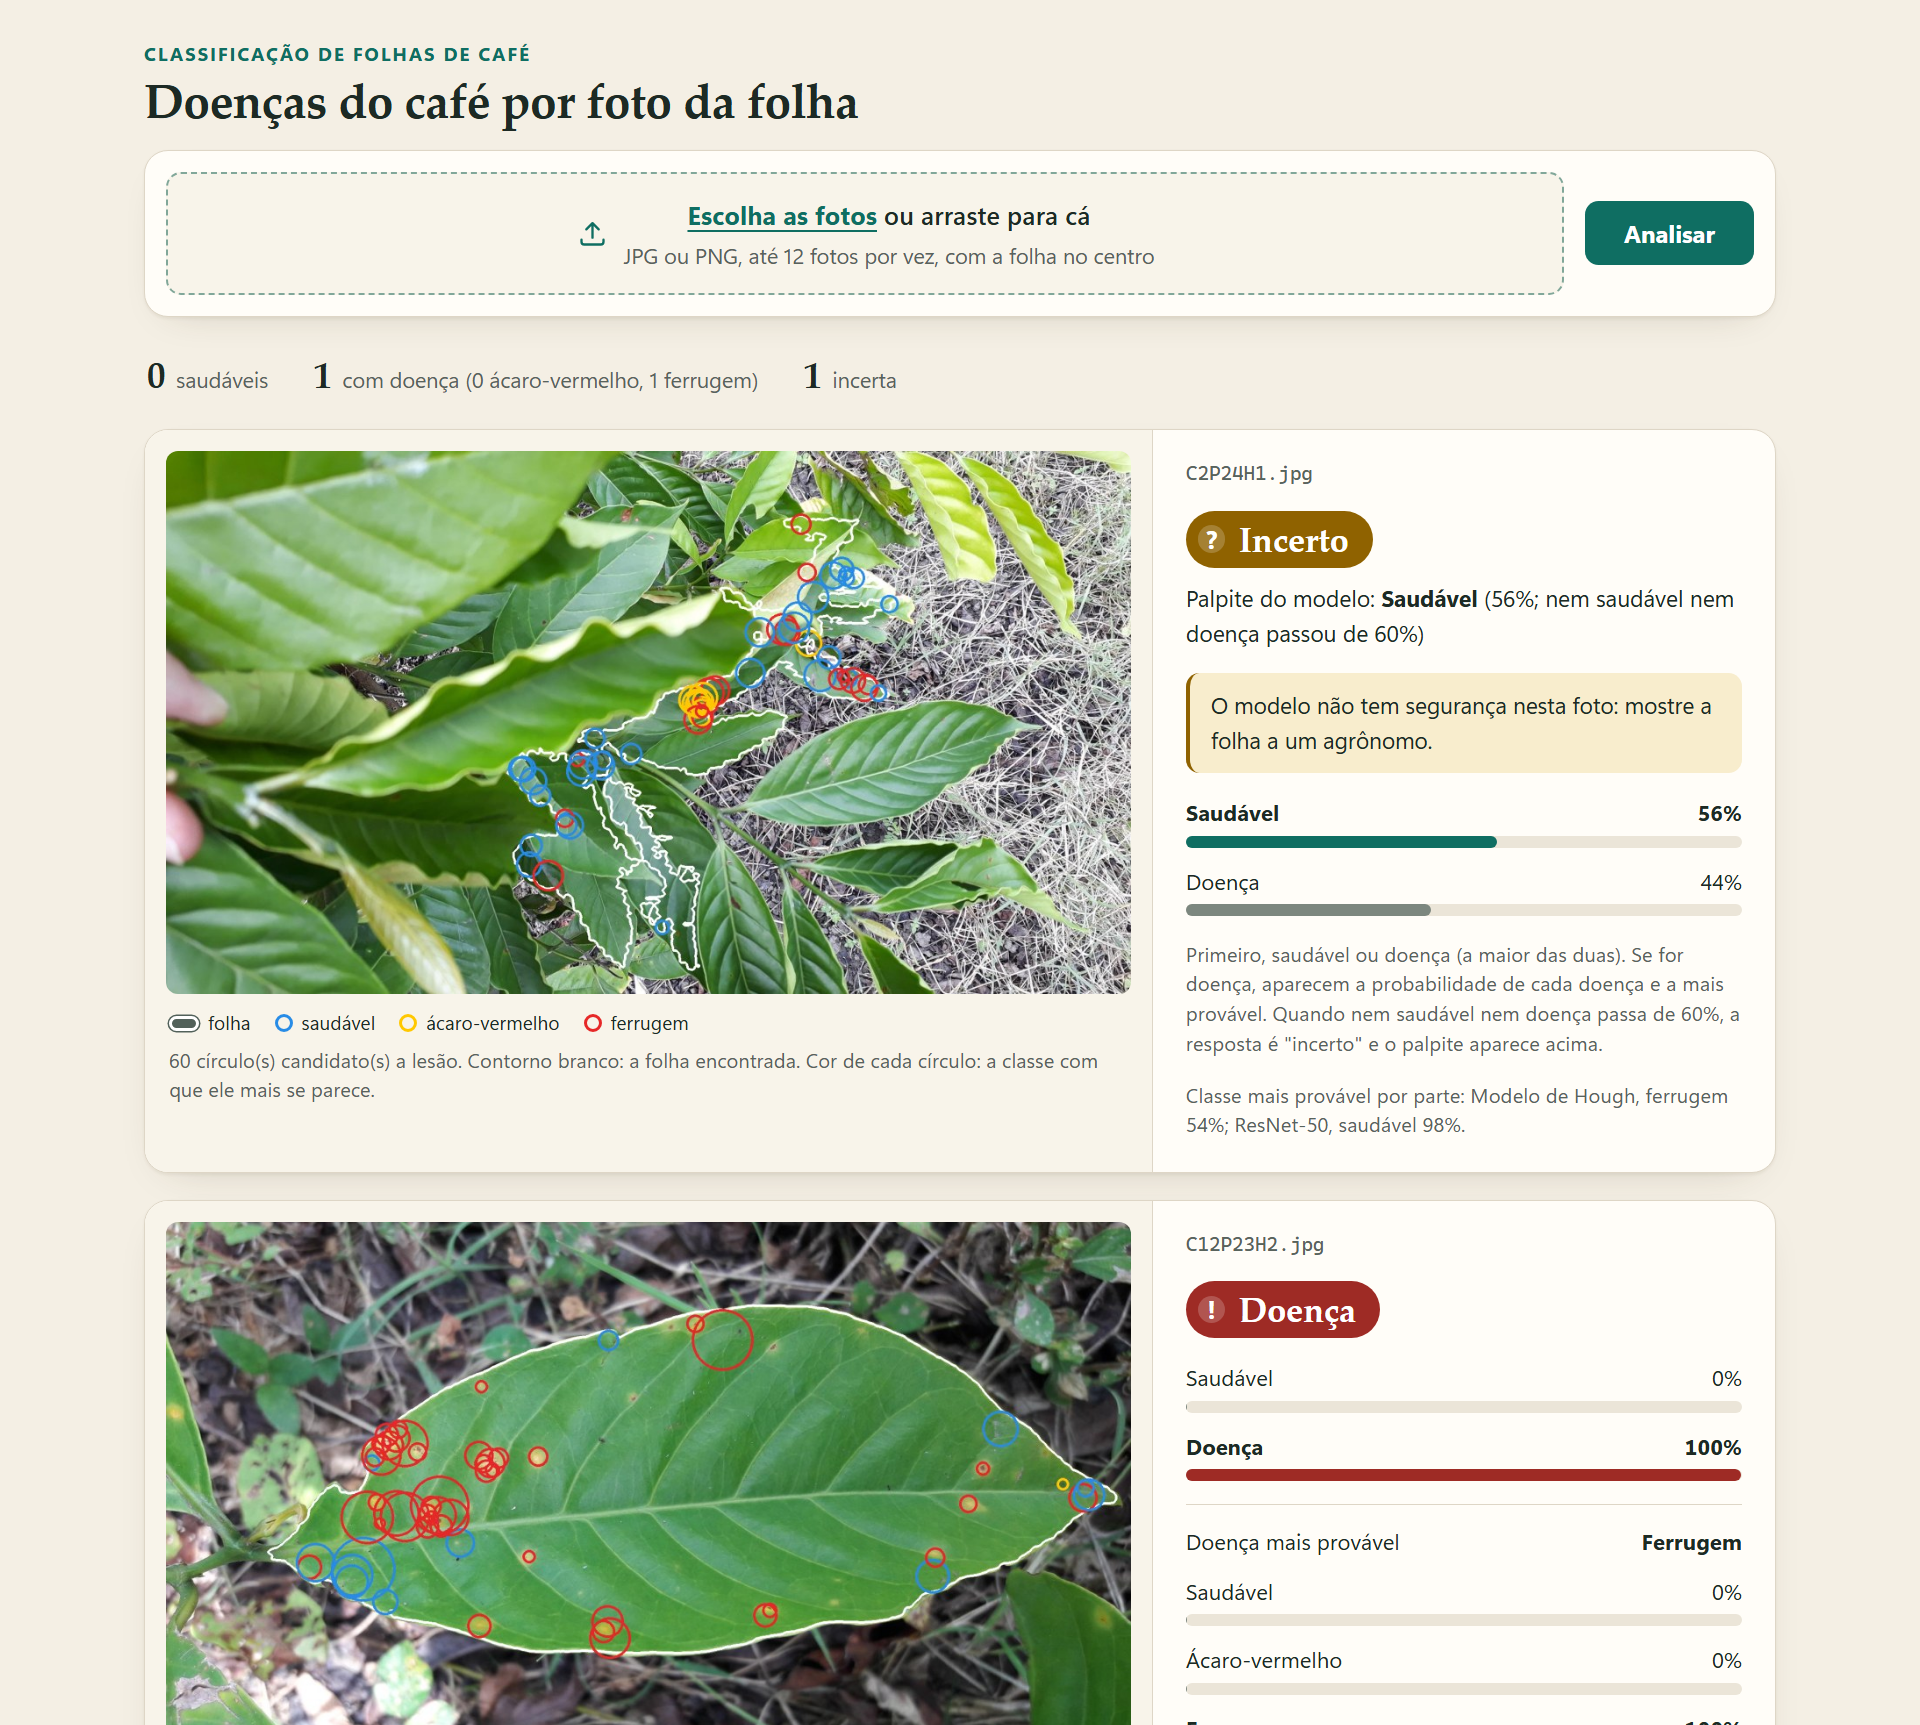 CLASSIFICAÇÃO DE FOLHAS DE CAFÉ
Doenças do café por foto da folha
Escolha as fotos ou arraste para cá
JPG ou PNG, até 12 fotos por vez, com a folha no centro
Analisar
0 saudáveis 1 com doença (0 ácaro-vermelho, 1 ferrugem) 1 incerta
folha saudável ácaro-vermelho ferrugem
60 círculo(s) candidato(s) a lesão. Contorno branco: a folha encontrada. Cor de cada círculo: a classe com
que ele mais se parece.
C2P24H1.jpg
? Incerto
Palpite do modelo: Saudável (56%; nem saudável nem
doença passou de 60%)
O modelo não tem segurança nesta foto: mostre a
folha a um agrônomo.
Saudável 56%
Doença 44%
Primeiro, saudável ou doença (a maior das duas). Se for
doença, aparecem a probabilidade de cada doença e a mais
provável. Quando nem saudável nem doença passa de 60%, a
resposta é "incerto" e o palpite aparece acima.
Classe mais provável por parte: Modelo de Hough, ferrugem
54%; ResNet-50, saudável 98%.
C12P23H2.jpg
! Doença
Saudável 0%
Doença 100%
Doença mais provável Ferrugem
Saudável 0%
Ácaro-vermelho 0%